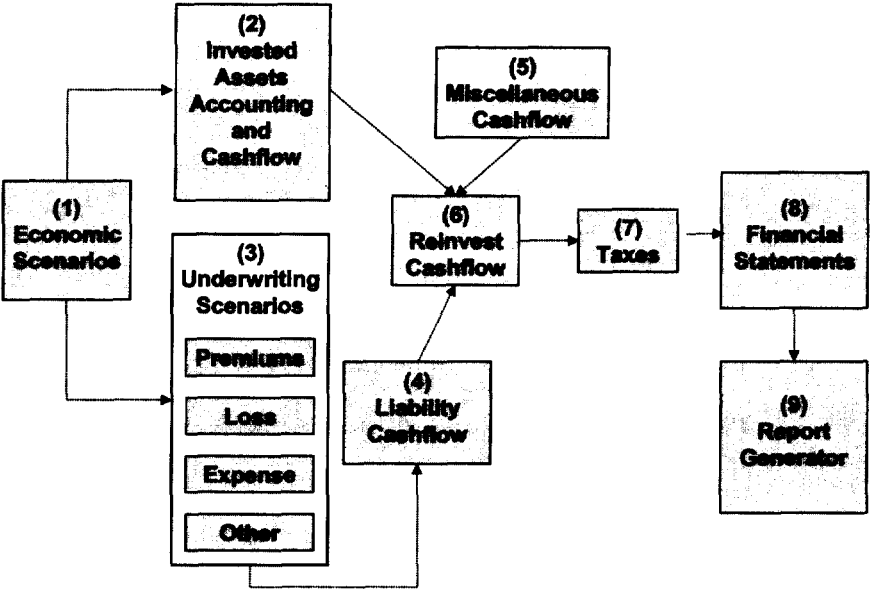 (1)
Economic
Scenarios
(2)
Invested
Assets
Accounting
and
Cashflow
(3)
Underwriting
Scenarios
Premiums
Loss
Expense
Other
(4)
Liability
Cashflow
(5)
Miscellaneous
Cashflow
(6)
Reinvest
Cashflow
(7)
Taxes
(8)
Financial
Statements
(9)
Report
Generator